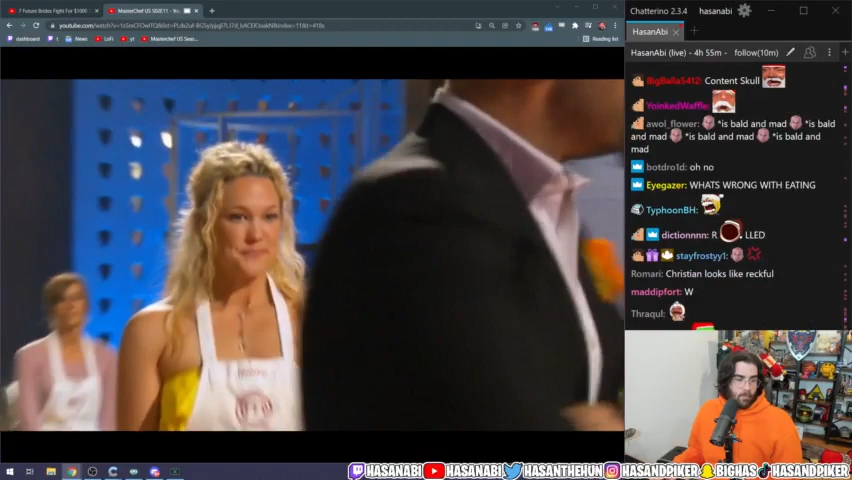 7 Future Brides Fight For $1000
MasterChef US S02E11 -
Chatterino 2.3.4
hasanabi
HasanAbi
Reading list
dashboard
News
LoFi
yt
Masterchef US Seas...
HasanAbi (live) - 4h 55m - follow(10m)
BigBalla5412: Content Skull
YoinkedWaffle:
awol_flower: *is bald and mad *is bald
and mad *is bald and mad *is bald and
mad
botdro1d: oh no
Eyegazer: WHATS WRONG WITH EATING
TyphoonBH:
dictionnnn: R LLED
stayfrostyy1:
Romari: Christian looks like reckful
maddipfort: W
Thraqul:
HASANABI HASANABI HASANTHEHUN HASANDPIKER BIGHAS HASANDPIKER